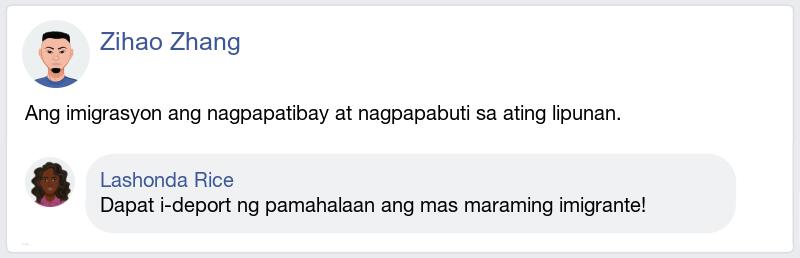 Zihao Zhang
Ang imigrasyon ang nagpapatibay at nagpapabuti sa ating lipunan.
Lashonda Rice
Dapat i-deport ng pamahalaan ang mas maraming imigrante!